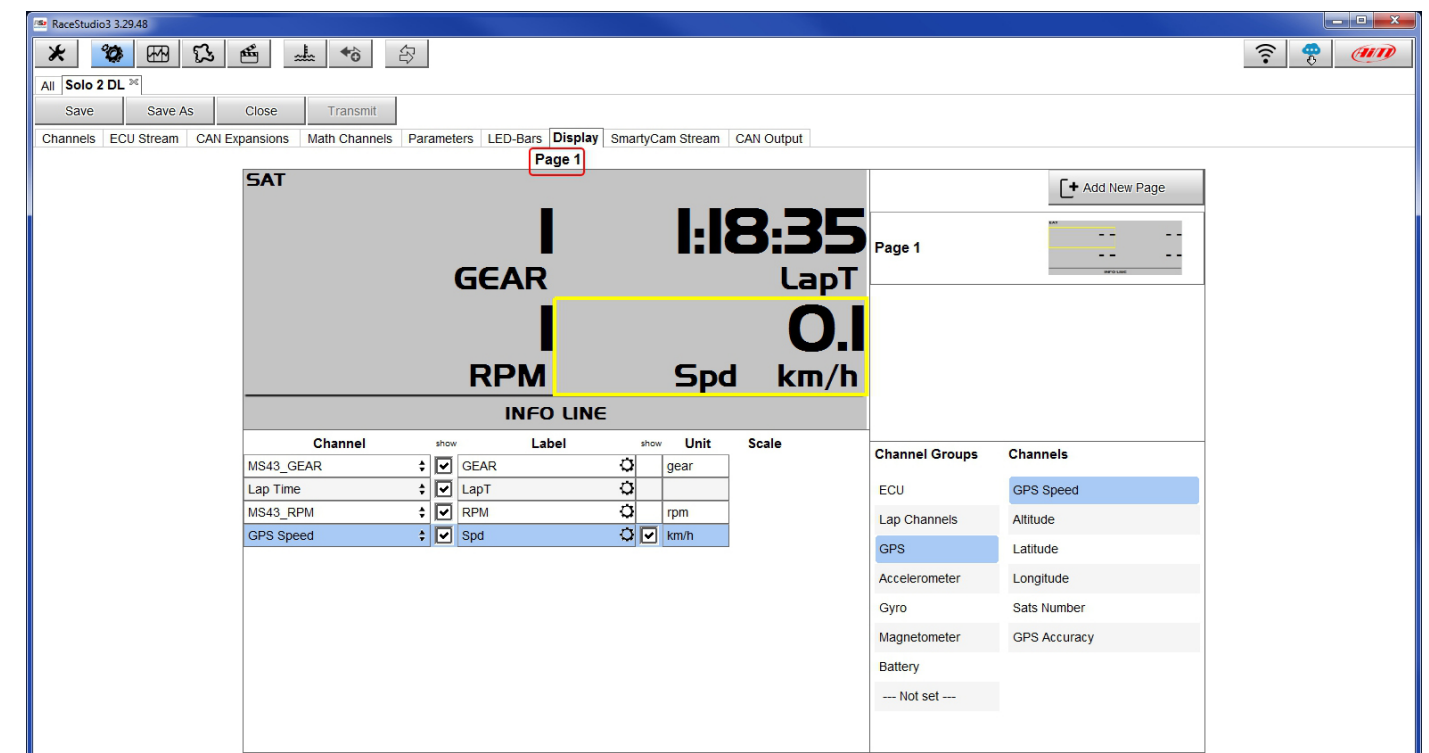 RaceStudio3 3.29.48
AiM
All Solo 2 DL
Save Save As Close Transmit
Channels ECU Stream CAN Expansions Math Channels Parameters LED-Bars Display SmartyCam Stream CAN Output
Page 1
SAT
1 1:18:35
GEAR LapT
1 0.1
RPM Spd km/h
INFO LINE
Add New Page
Page 1
SAT
-- --
-- --
INFO LINE
Channel show Label show Unit Scale
MS43_GEAR GEAR gear
Lap Time LapT
MS43_RPM RPM rpm
GPS Speed Spd km/h
Channel Groups Channels
ECU GPS Speed
Lap Channels Altitude
GPS Latitude
Accelerometer Longitude
Gyro Sats Number
Magnetometer GPS Accuracy
Battery
--- Not set ---